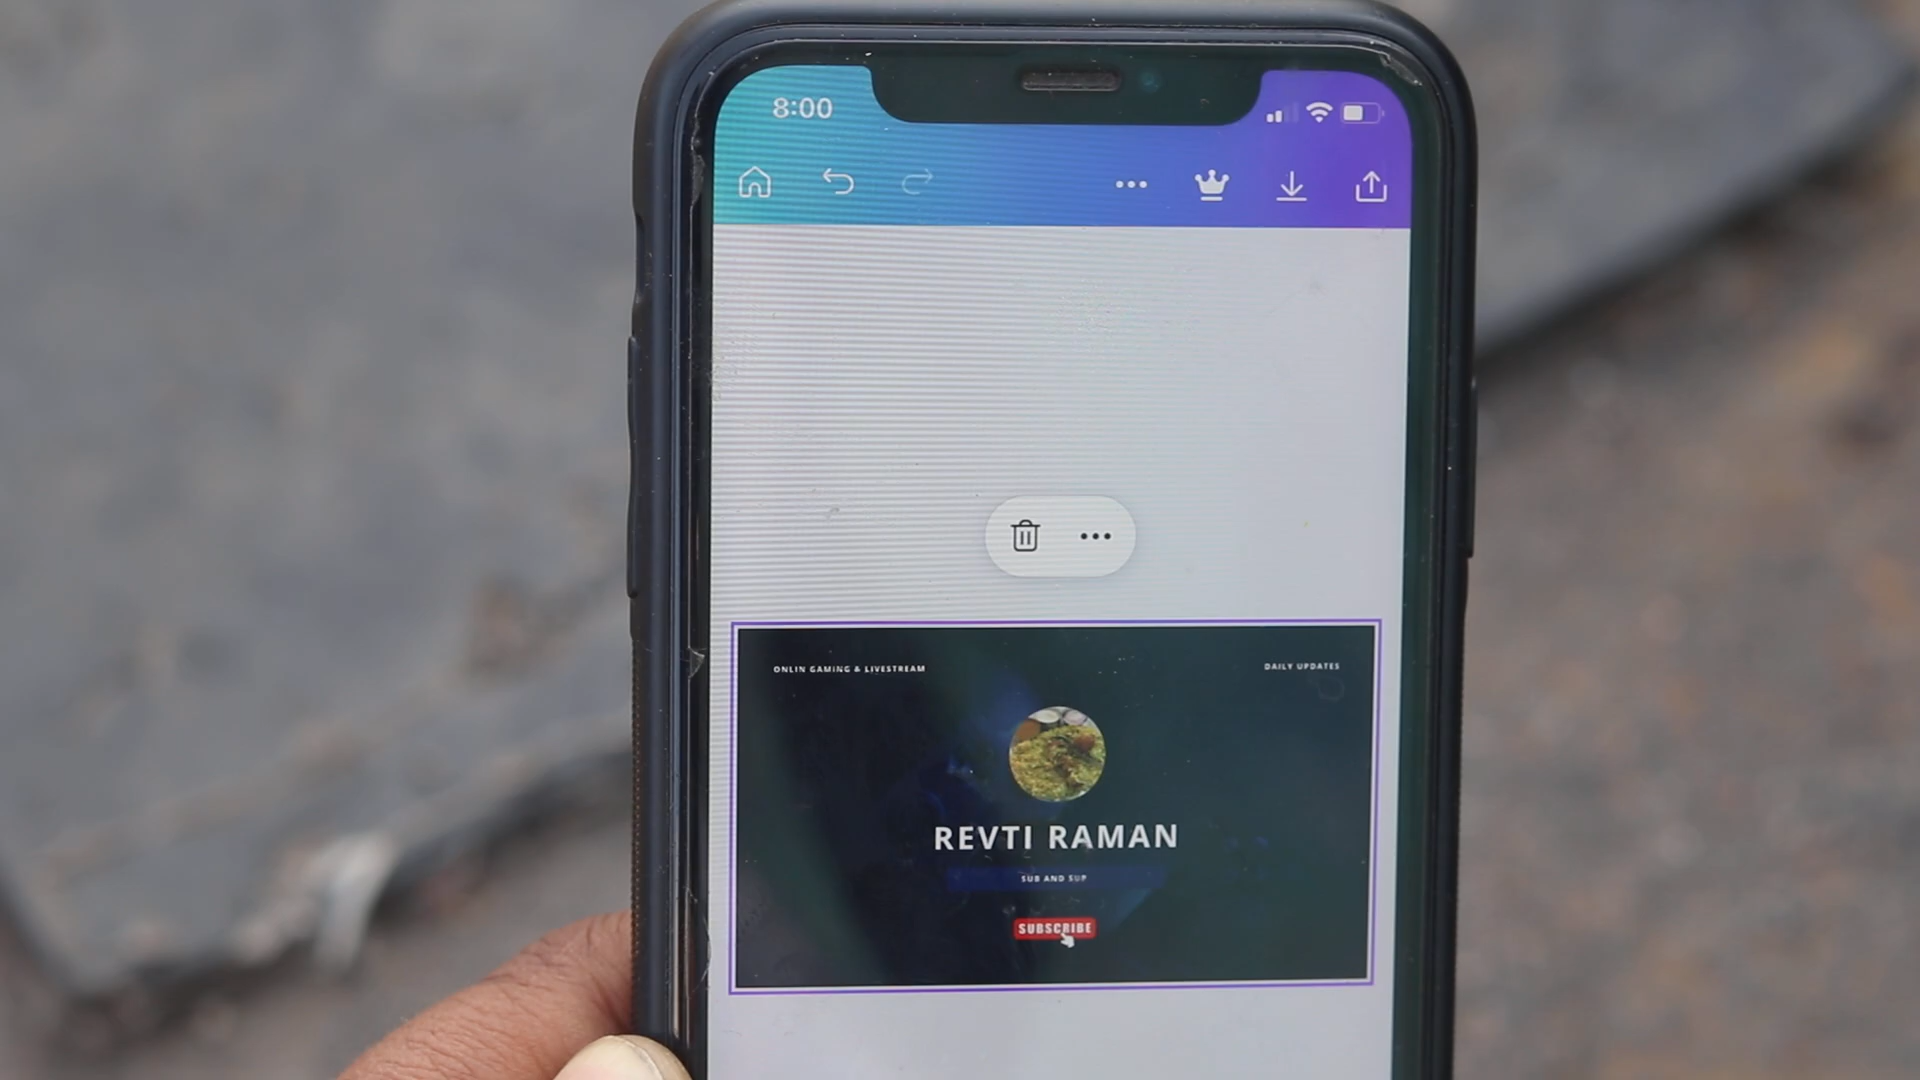 8:00
ONLIN GAMING & LIVESTREAM
DAILY UPDATES
REVTI RAMAN
SUB AND SUP
SUBSCRIBE